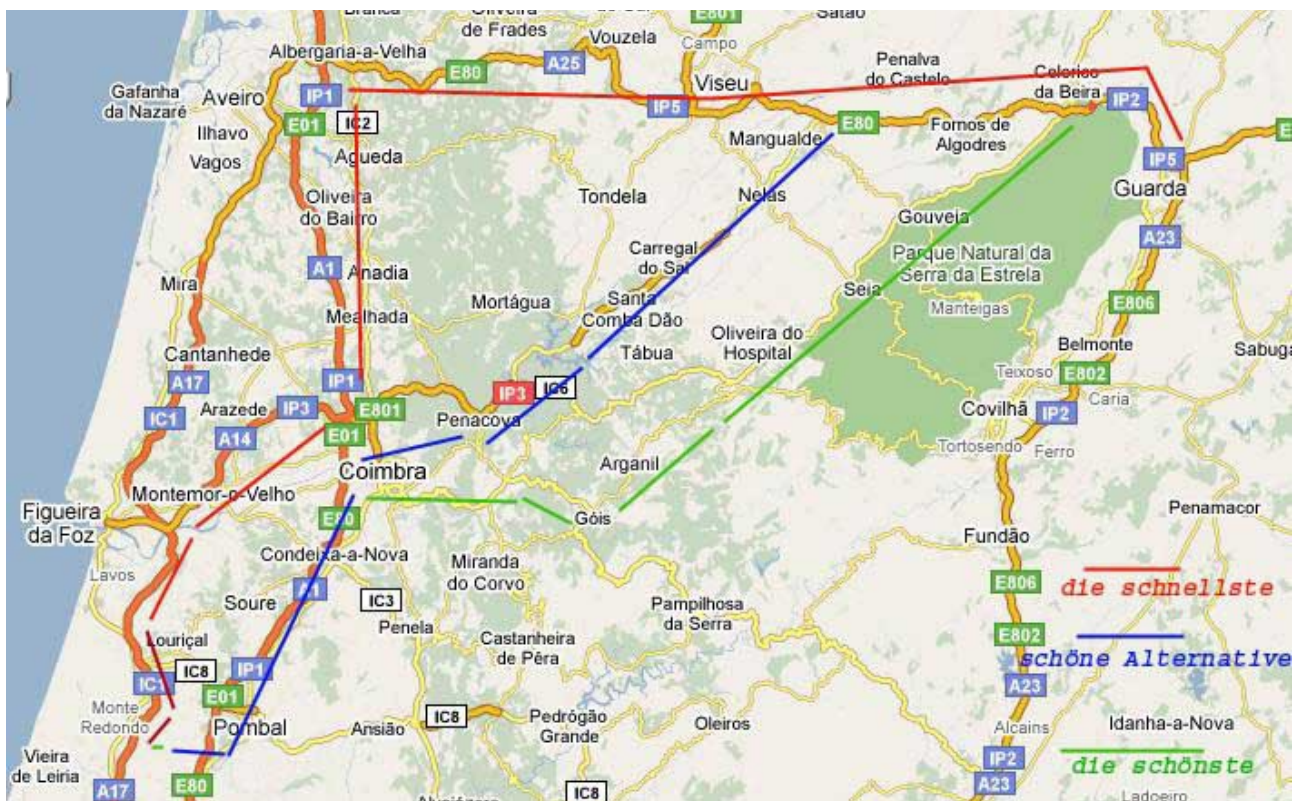 Branca
Oliveira
de Frades
Vouzela
E801
Satão
Campo
Albergaria-a-Velha
E80
A25
Viseu
Penalva
do Castelo
Celorico
da Beira
Gafanha
da Nazaré
Aveiro
IP1
IP5
IP2
Ilhavo
E01
IC2
Mangualde
E80
Fornos de
Algodres
Vagos
Agueda
IP5
Guarda
Oliveira
do Bairro
Tondela
Nelas
Gouveia
A23
A1
Anadia
Carregal
do Sal
Parque Natural da
Serra da Estrela
Mira
Mortágua
Seia
Manteigas
E806
Mealhada
Santa
Comba Dão
Oliveira do
Hospital
Belmonte
Sabuga
Cantanhede
Tábua
Teixoso
E802
A17
IP1
IP3
IC6
Caria
IC1
Arazede
IP3
E801
Penacova
Covilhã
IP2
A14
E01
Tortosendo
Ferro
Coimbra
Arganil
Montemor-o-Velho
Figueira
da Foz
E80
Góis
Penamacor
Fundão
Condeixa-a-Nova
Lavos
Miranda
do Corvo
E806
die schnellste
Soure
A1
IC3
Pampilhosa
da Serra
Penela
Louriçal
Castanheira
de Pêra
E802
schöne Alternative
IC8
IP1
IC1
E01
A23
Monte
Redondo
Pombal
Ansião
IC8
Pedrógão
Grande
Oleiros
Alcains
Idanha-a-Nova
Vieira
de Leiria
IP2
die schönste
A17
E80
IC8
A23
Ladoeiro